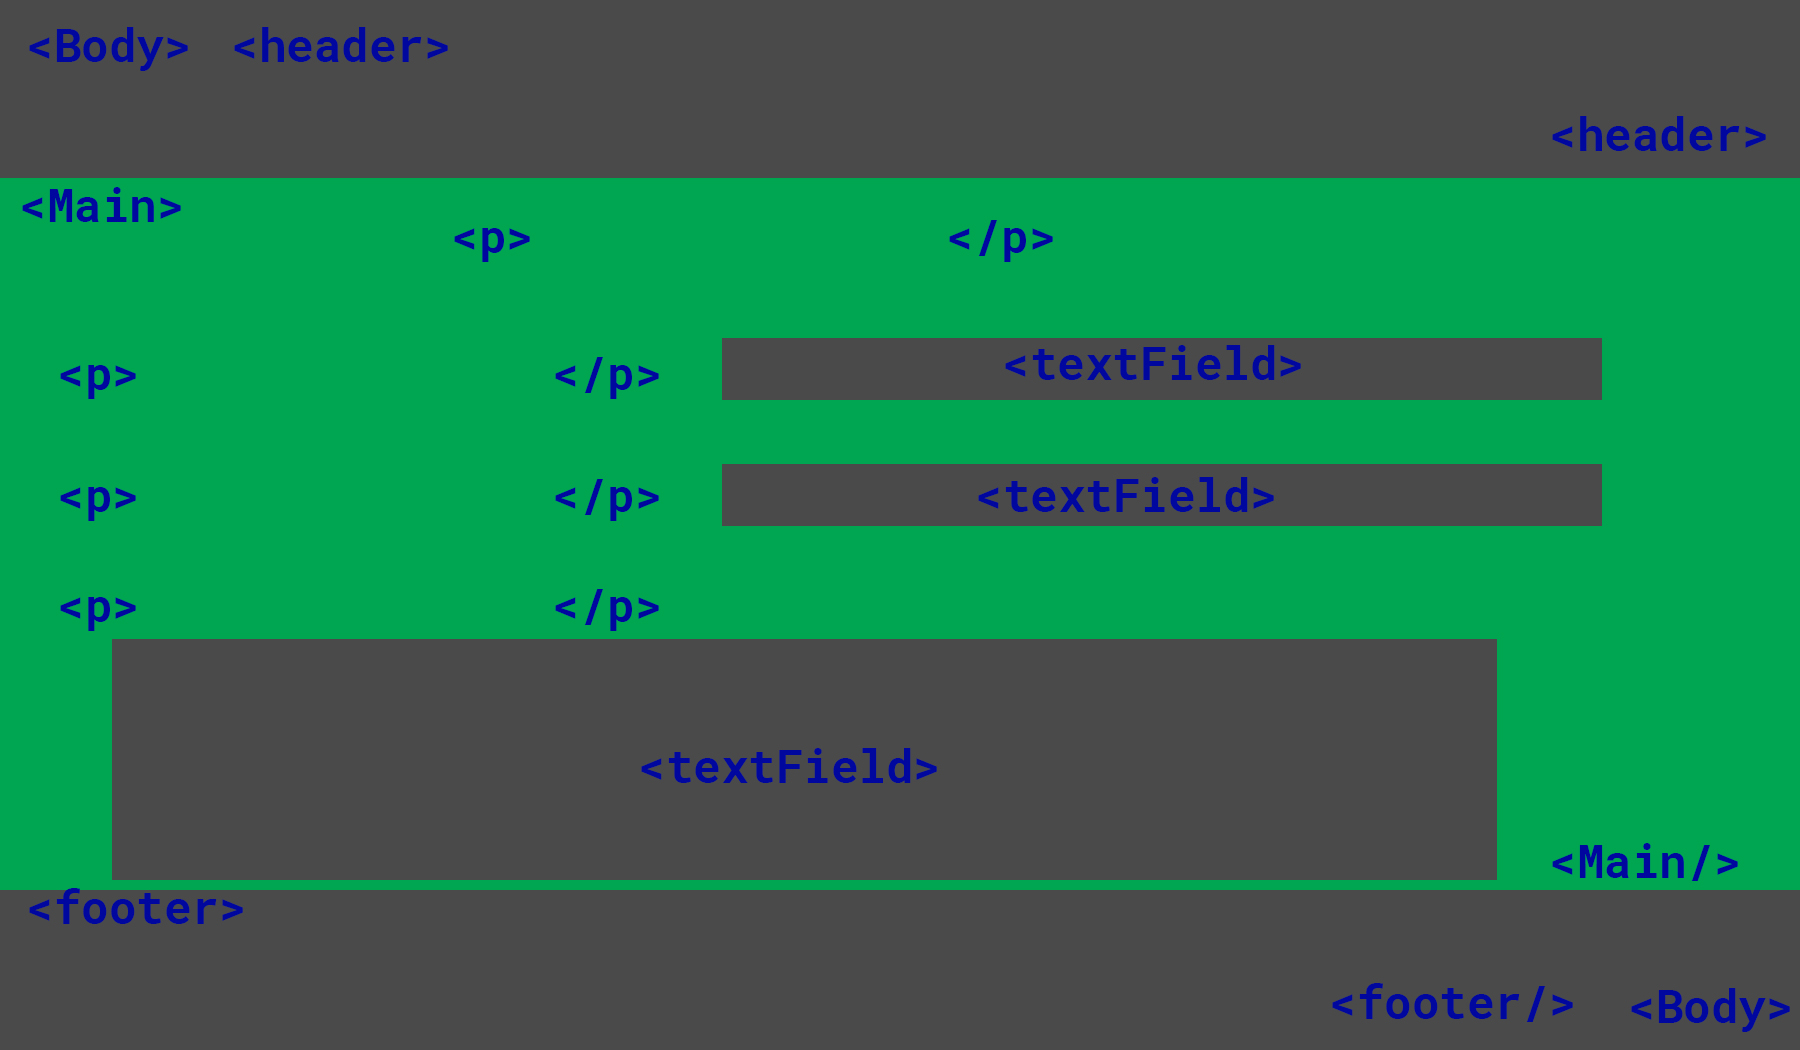 <Body> <header>
<header>
<Main>
<p> </p>
<p> </p> <textField>
<p> </p> <textField>
<p> </p>
<textField>
<Main/>
<footer>
<footer/> <Body>